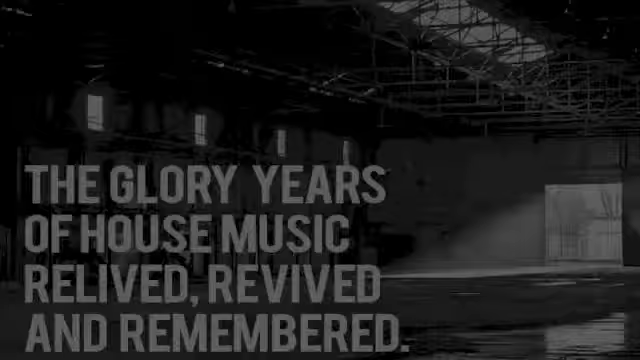 THE GLORY YEARS
OF HOUSE MUSIC
RELIVED, REVIVED
AND REMEMBERED.